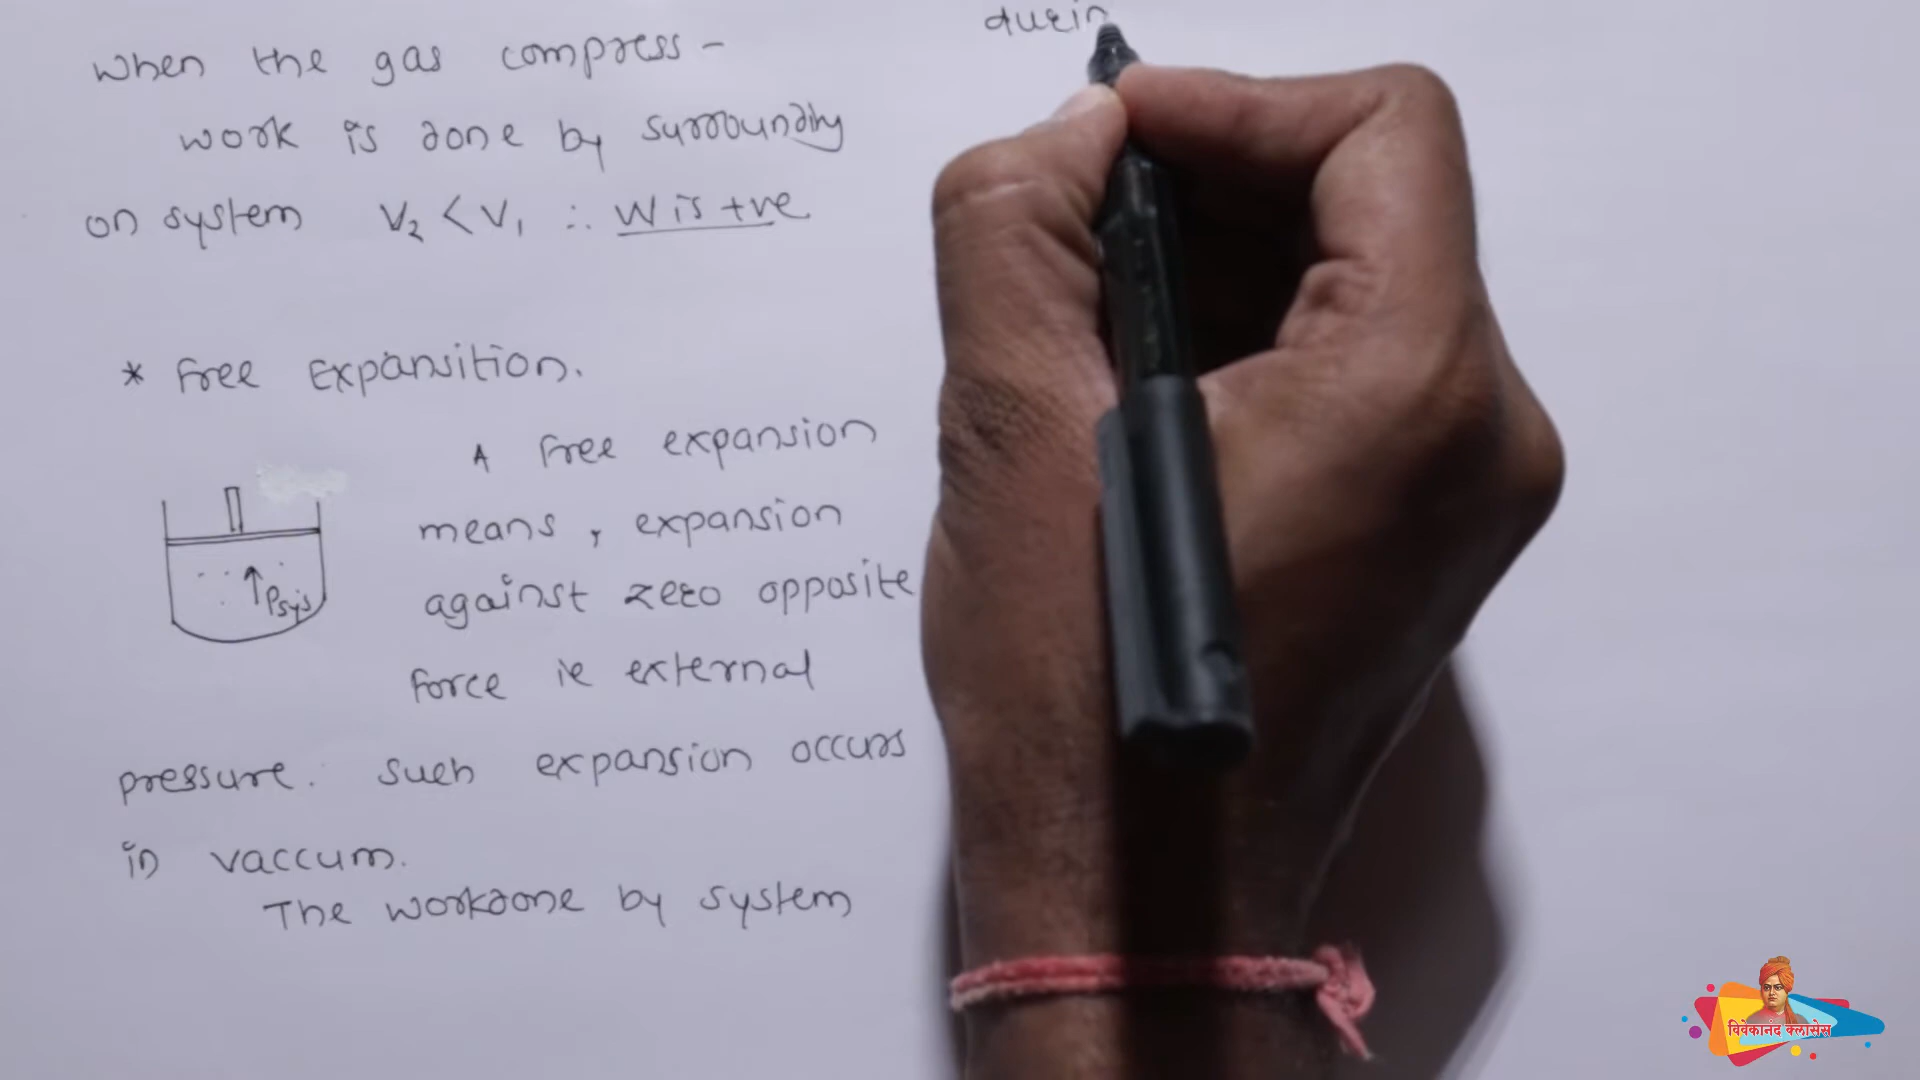 When the gas compress -
work is done by surrounding
on system V₂ < V₁ ∴ W is +ve
* Free Expansition.
A free expansion
means, expansion
against zero opposite
force ie external
Psys
pressure. Such expansion occurs
in vaccum.
The workdone by system
durin
विवेकानंद क्लासेस